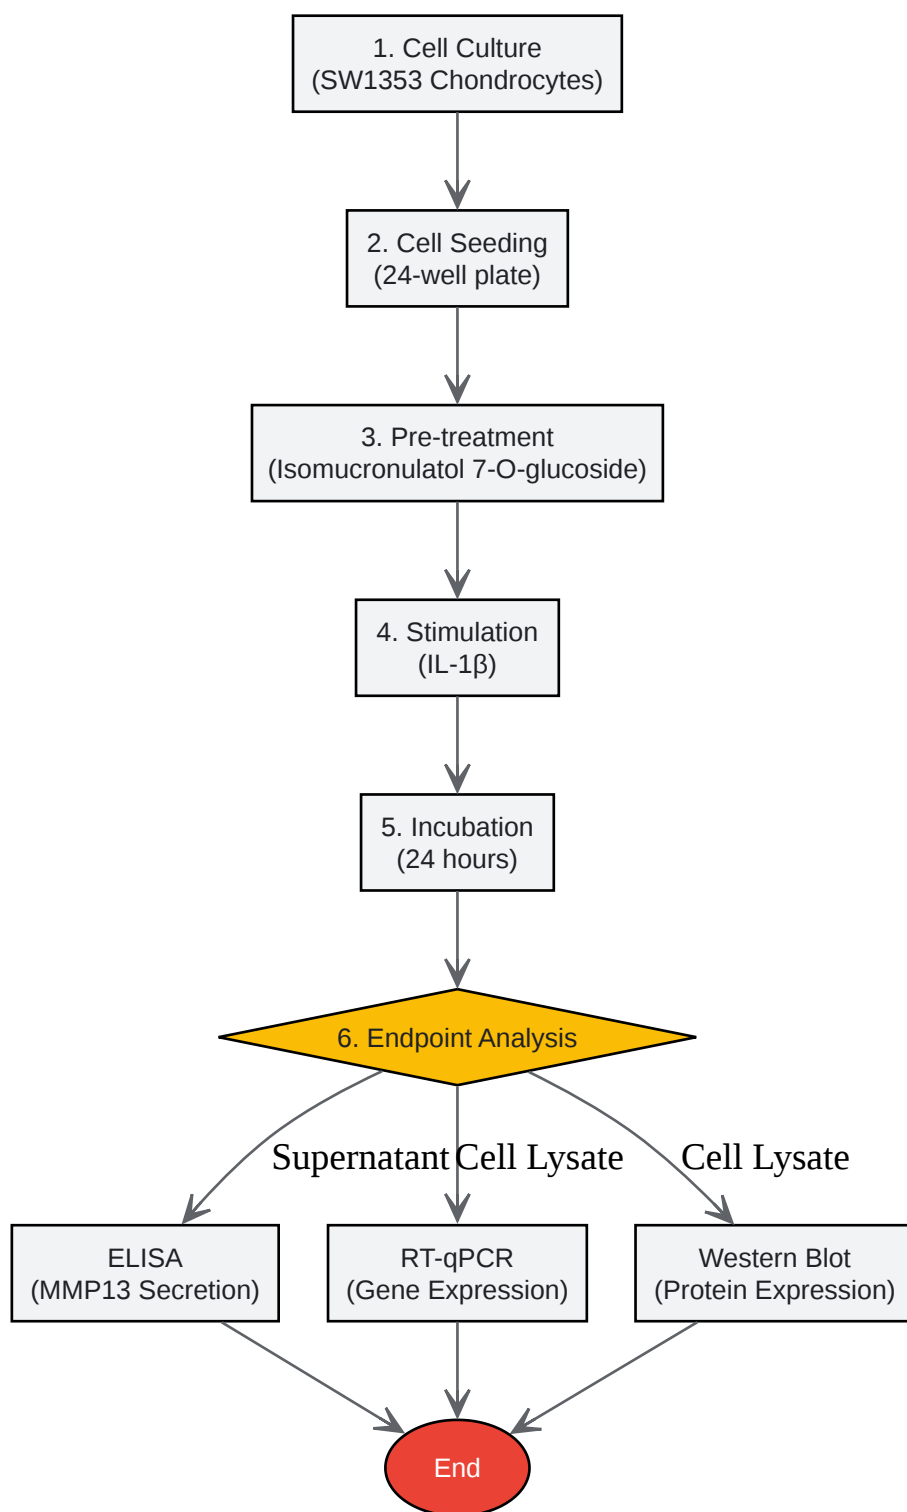 1. Cell Culture
(SW1353 Chondrocytes)
2. Cell Seeding
(24-well plate)
3. Pre-treatment
(Isomucronulatol 7-O-glucoside)
4. Stimulation
(IL-1β)
5. Incubation
(24 hours)
6. Endpoint Analysis
Supernatant
Cell Lysate
Cell Lysate
ELISA
(MMP13 Secretion)
RT-qPCR
(Gene Expression)
Western Blot
(Protein Expression)
End